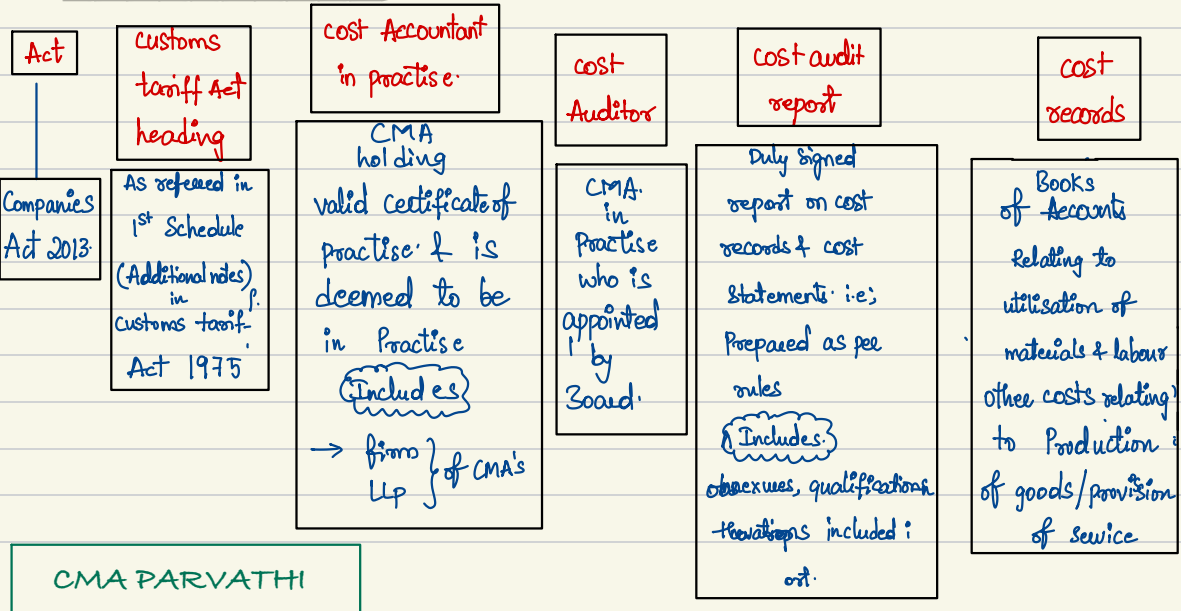 Act
Companies
Act 2013.
customs
tariff Act
heading
As referred in
1st Schedule
(Additional notes)
in
customs tariff
Act 1975
cost Accountant
in practise.
CMA
holding
valid certificate of
practise & is
deemed to be
in Practise
Includes
→ firms
LLP } of CMA's
cost
Auditor
CMA.
in
Practise
who is
appointed
by
Board.
cost audit
report
Duly signed
report on cost
records & cost
statements. i.e;
Prepared as per
rules
Includes.
qualifications
included
cost
records
Books
of Accounts
Relating to
utilisation of
materials & labour
other costs relating
to Production
of goods/provision
of service
CMA PARVATHI